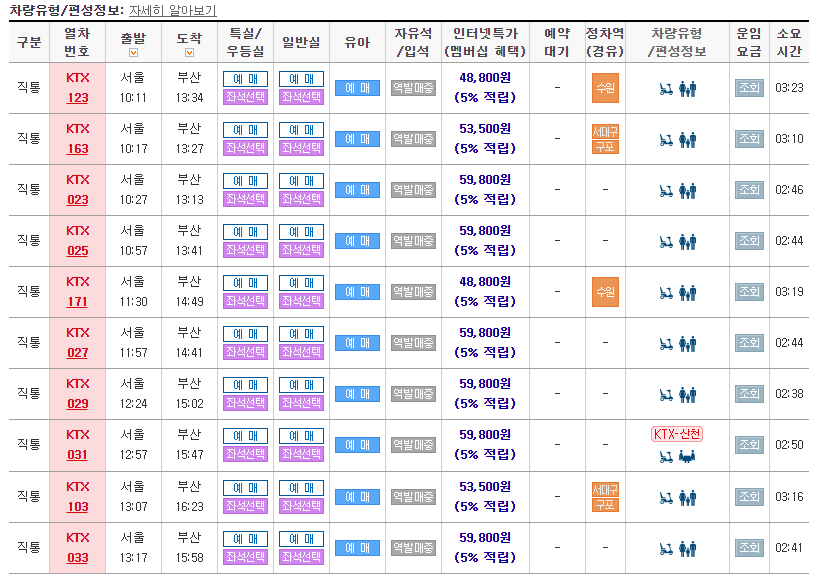 차량유형/편성정보: 자세히 알아보기
구분 열차 번호 출발 도착 특실/우등실 일반실 유아 자유석/입석 인터넷특가 (멤버십 혜택) 예약 대기 정차역 (경유) 차량유형 /편성정보 운임 요금 소요 시간
직통 KTX 123 서울 10:11 부산 13:34 예 매 좌석선택 예 매 좌석선택 예 매 역발매중 48,800원 (5% 적립) - 수원 조회 03:23
직통 KTX 163 서울 10:17 부산 13:27 예 매 좌석선택 예 매 좌석선택 예 매 역발매중 53,500원 (5% 적립) - 서대구 구포 조회 03:10
직통 KTX 023 서울 10:27 부산 13:13 예 매 좌석선택 예 매 좌석선택 예 매 역발매중 59,800원 (5% 적립) - - 조회 02:46
직통 KTX 025 서울 10:57 부산 13:41 예 매 좌석선택 예 매 좌석선택 예 매 역발매중 59,800원 (5% 적립) - - 조회 02:44
직통 KTX 171 서울 11:30 부산 14:49 예 매 좌석선택 예 매 좌석선택 예 매 역발매중 48,800원 (5% 적립) - 수원 조회 03:19
직통 KTX 027 서울 11:57 부산 14:41 예 매 좌석선택 예 매 좌석선택 예 매 역발매중 59,800원 (5% 적립) - - 조회 02:44
직통 KTX 029 서울 12:24 부산 15:02 예 매 좌석선택 예 매 좌석선택 예 매 역발매중 59,800원 (5% 적립) - - 조회 02:38
직통 KTX 031 서울 12:57 부산 15:47 예 매 좌석선택 예 매 좌석선택 예 매 역발매중 59,800원 (5% 적립) - - KTX-산천 조회 02:50
직통 KTX 103 서울 13:07 부산 16:23 예 매 좌석선택 예 매 좌석선택 예 매 역발매중 53,500원 (5% 적립) - 서대구 구포 조회 03:16
직통 KTX 033 서울 13:17 부산 15:58 예 매 좌석선택 예 매 좌석선택 예 매 역발매중 59,800원 (5% 적립) - - 조회 02:41